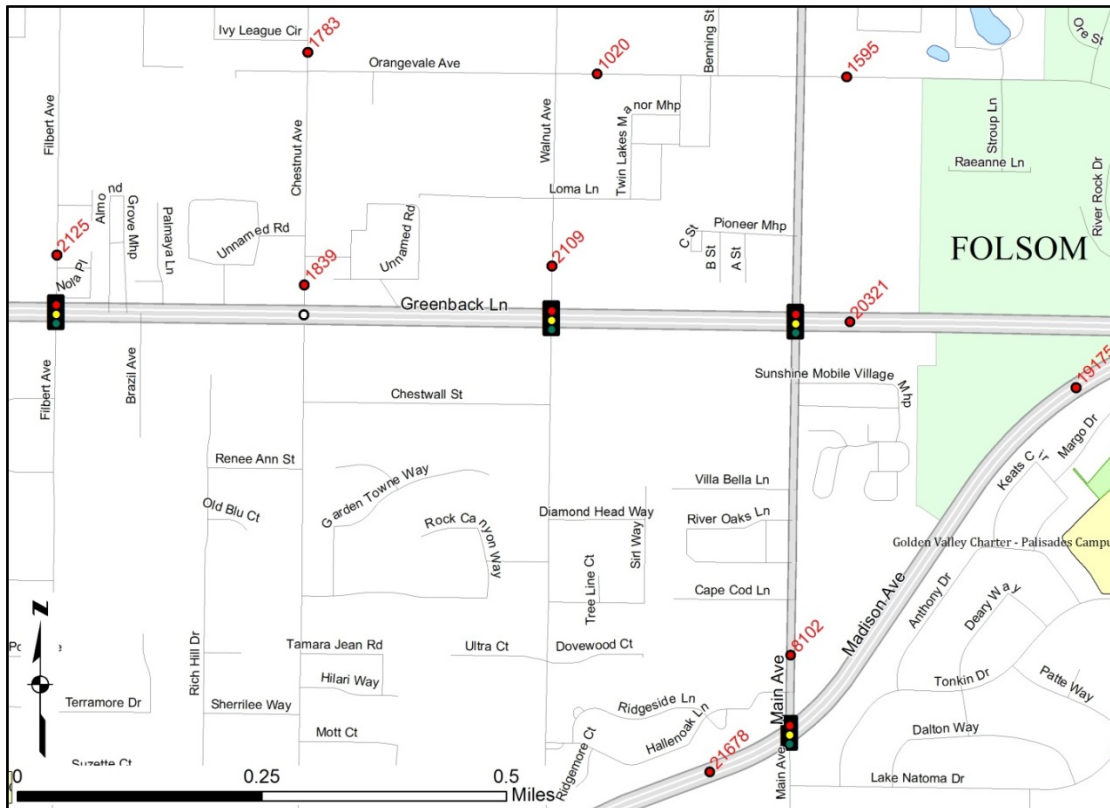 Ivy League Cir
1783
Orangevale Ave
1020
Benning St
1595
Ore St
Filbert Ave
Chestnut Ave
Walnut Ave
Twin Lakes Manor Mhp
Stroup Ln
Raeanne Ln
River Rock Dr
Loma Ln
Almond
Grove Mhp
Palmaya Ln
Unnamed Rd
Unnamed Rd
Pioneer Mhp
C St
B St
A St
2125
Nora Pl
1839
2109
FOLSOM
Greenback Ln
20321
19175
Filbert Ave
Brazil Ave
Chestwall St
Sunshine Mobile Village Mhp
Margo Dr
Keats Cir
Renee Ann St
Garden Towne Way
Old Blu Ct
Rock Canyon Way
Villa Bella Ln
Diamond Head Way
River Oaks Ln
Sirl Way
Tree Line Ct
Cape Cod Ln
Golden Valley Charter - Palisades Campu
Madison Ave
Anthony Dr
Deary Way
8102
Rich Hill Dr
Tamara Jean Rd
Ultra Ct
Dovewood Ct
Hilari Way
Tonkin Dr
Patte Way
Terramore Dr
Sherrilee Way
Ridgeside Ln
Main Ave
Mott Ct
Hallenoak Ln
Dalton Way
Suzette Ct
Ridgemore Ct
21678
Main Ave
Lake Natoma Dr
N
0 0.25 0.5 Miles